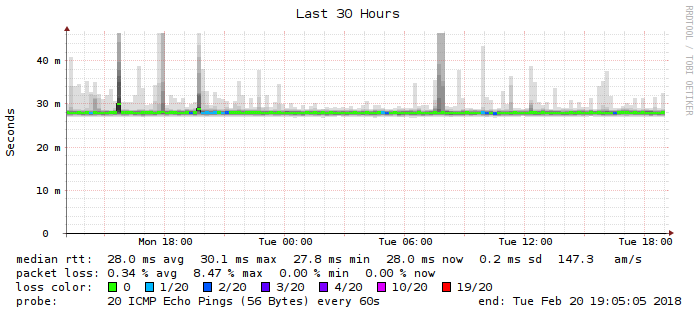 Last 30 Hours
RRDTOOL / TOBI OETIKER
Seconds
40 m
30 m
20 m
10 m
0
Mon 18:00 Tue 00:00 Tue 06:00 Tue 12:00 Tue 18:00
median rtt: 28.0 ms avg 30.1 ms max 27.8 ms min 28.0 ms now 0.2 ms sd 147.3 am/s
packet loss: 0.34 % avg 8.47 % max 0.00 % min 0.00 % now
loss color: 0 1/20 2/20 3/20 4/20 10/20 19/20
probe: 20 ICMP Echo Pings (56 Bytes) every 60s end: Tue Feb 20 19:05:05 2018